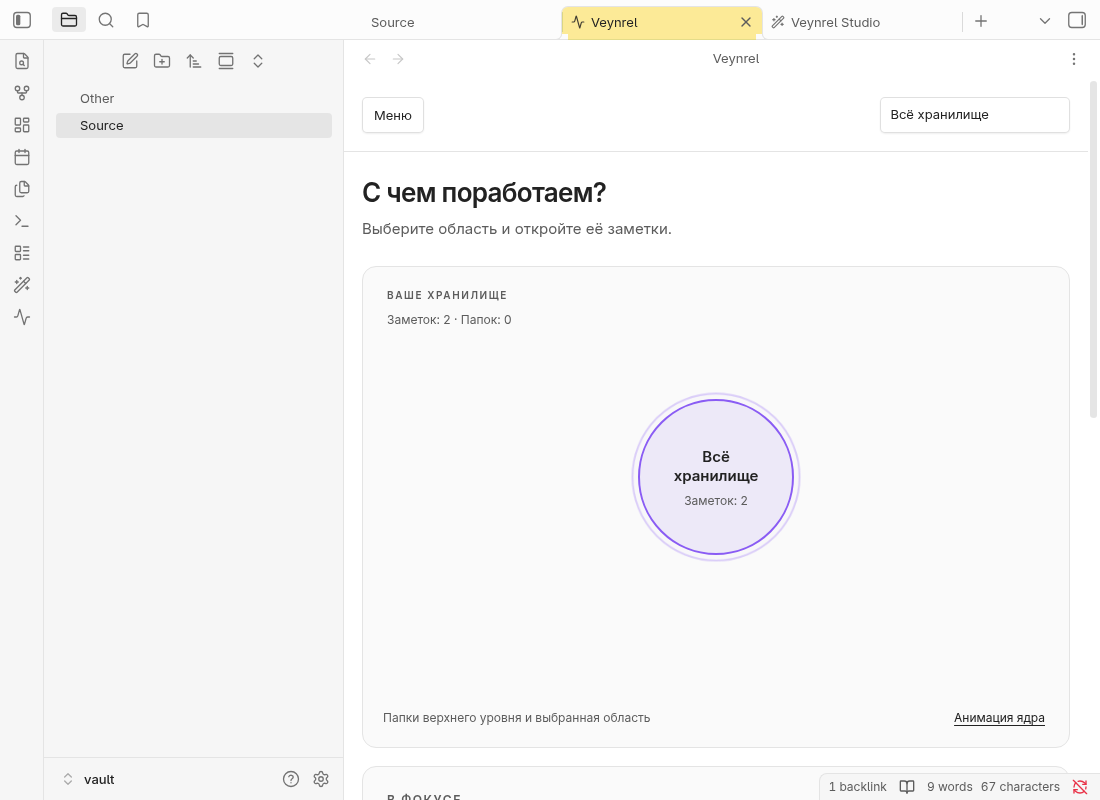 Source
Veynrel
Veynrel Studio
Other
Source
Veynrel
Меню
Всё хранилище
С чем поработаем?
Выберите область и откройте её заметки.
ВАШЕ ХРАНИЛИЩЕ
Заметок: 2 · Папок: 0
Всё
хранилище
Заметок: 2
Папки верхнего уровня и выбранная область
Анимация ядра
В ФОКУСЕ
vault
1 backlink
9 words
67 characters